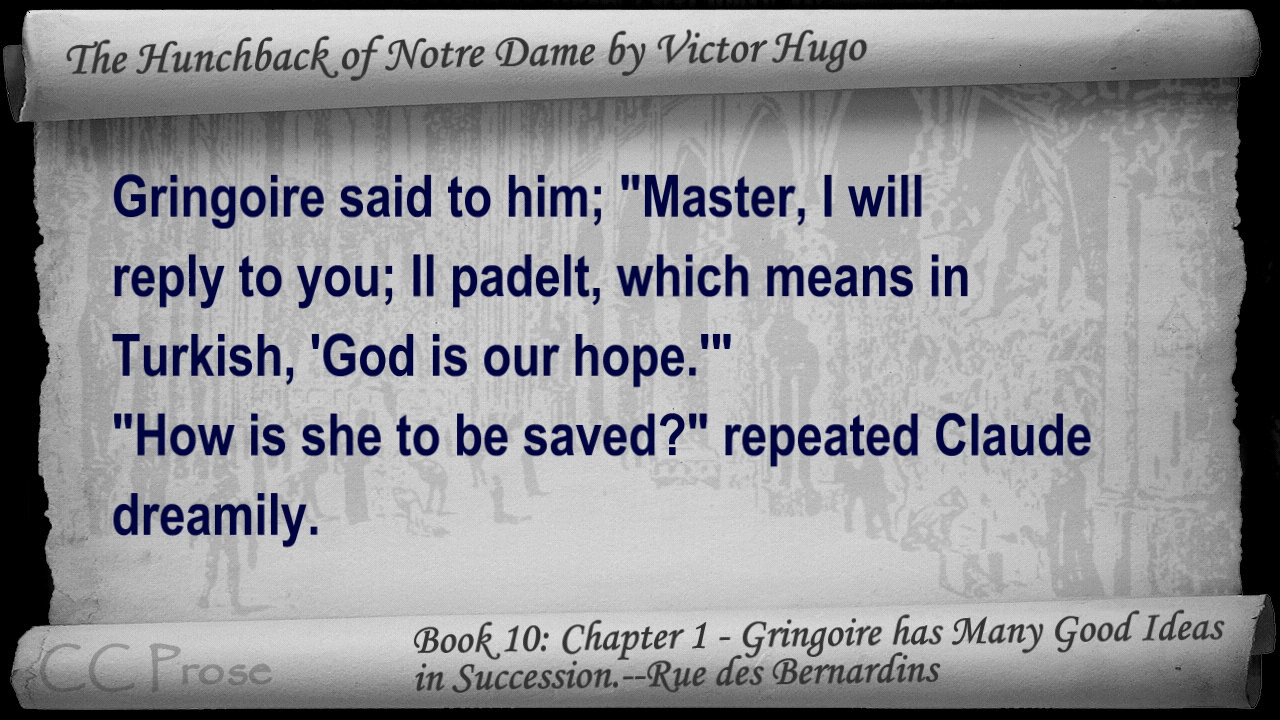 The Hunchback of Notre Dame by Victor Hugo
Gringoire said to him; "Master, I will
reply to you; Il padelt, which means in
Turkish, 'God is our hope.'"
"How is she to be saved?" repeated Claude
dreamily.
CC Prose
Book 10: Chapter 1 - Gringoire has Many Good Ideas
in Succession.--Rue des Bernardins